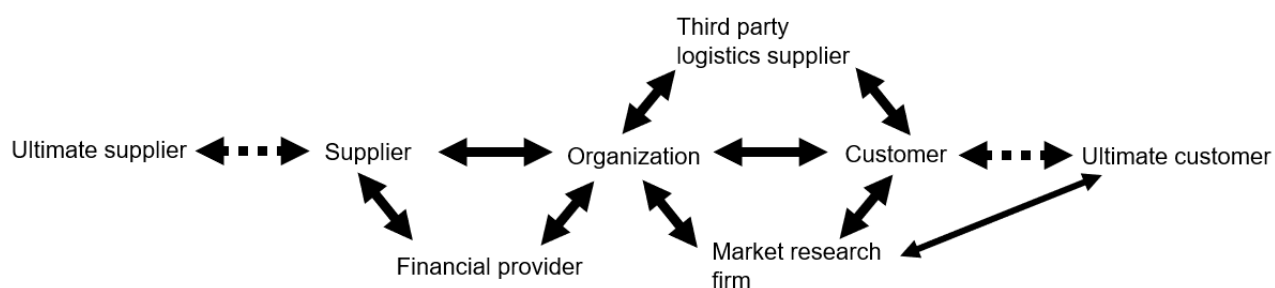 Third party
logistics supplier
Ultimate supplier
Supplier
Organization
Customer
Ultimate customer
Financial provider
Market research
firm